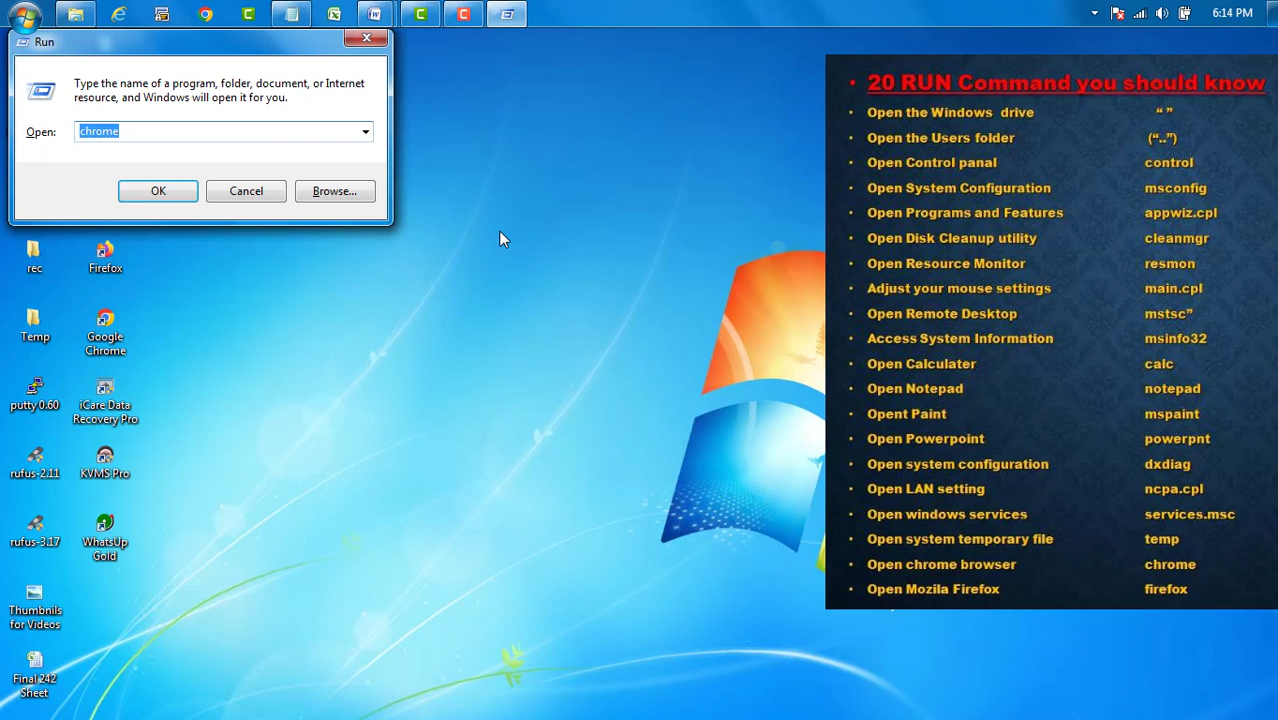 6:14 PM
Run
Type the name of a program, folder, document, or Internet
resource, and Windows will open it for you.
Open: chrome
OK Cancel Browse...
rec
Firefox
Temp
Google
Chrome
putty 0.60
iCare Data
Recovery Pro
rufus-2.11
KVMS Pro
rufus-3.17
WhatsUp
Gold
Thumbnils
for Videos
Final 242
Sheet
• 20 RUN Command you should know
• Open the Windows drive “ ”
• Open the Users folder (“..”)
• Open Control panal control
• Open System Configuration msconfig
• Open Programs and Features appwiz.cpl
• Open Disk Cleanup utility cleanmgr
• Open Resource Monitor resmon
• Adjust your mouse settings main.cpl
• Open Remote Desktop mstsc”
• Access System Information msinfo32
• Open Calculater calc
• Open Notepad notepad
• Opent Paint mspaint
• Open Powerpoint powerpnt
• Open system configuration dxdiag
• Open LAN setting ncpa.cpl
• Open windows services services.msc
• Open system temporary file temp
• Open chrome browser chrome
• Open Mozila Firefox firefox